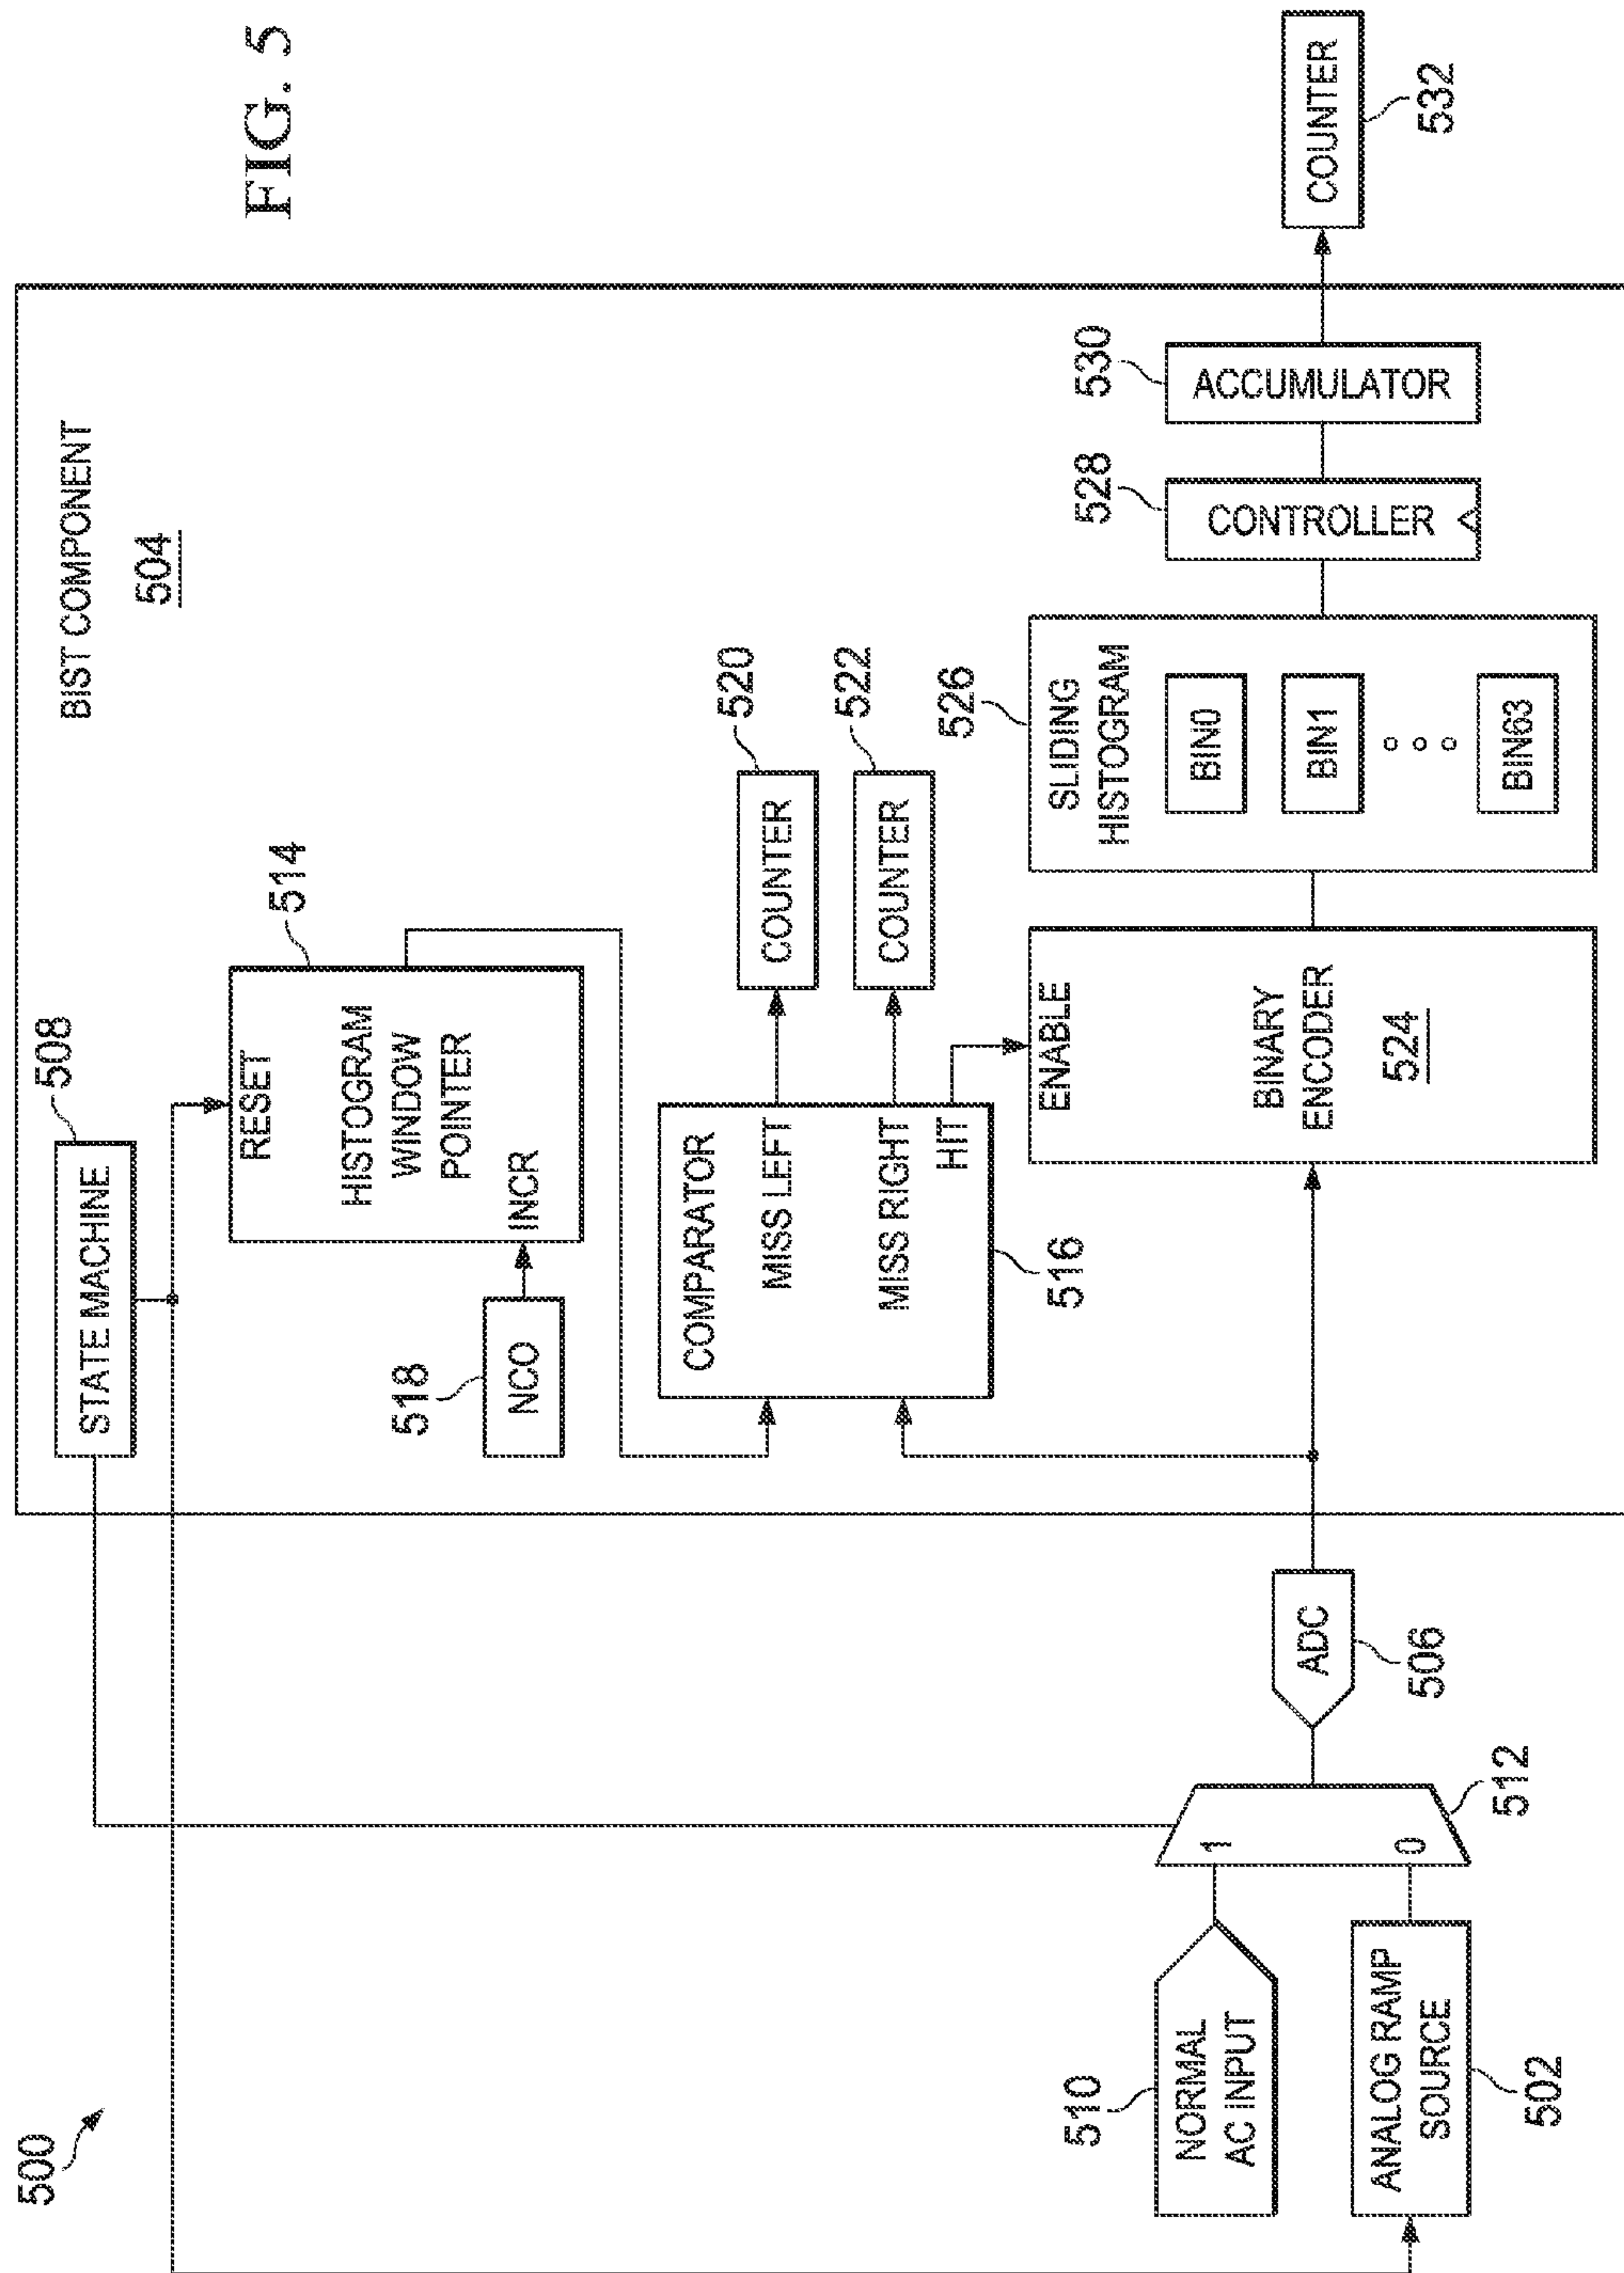 FIG. 5
500
BIST COMPONENT
504
508
STATE MACHINE
514
RESET
HISTOGRAM
WINDOW
POINTER
INCR
518
NCO
COMPARATOR
MISS LEFT
MISS RIGHT
HIT
516
COUNTER
520
COUNTER
522
ENABLE
BINARY
ENCODER
524
526
SLIDING
HISTOGRAM
BIN0
BIN1
BIN63
528
CONTROLLER
530
ACCUMULATOR
COUNTER
532
510
NORMAL
AC INPUT
ANALOG RAMP
SOURCE
502
1
0
512
ADC
506